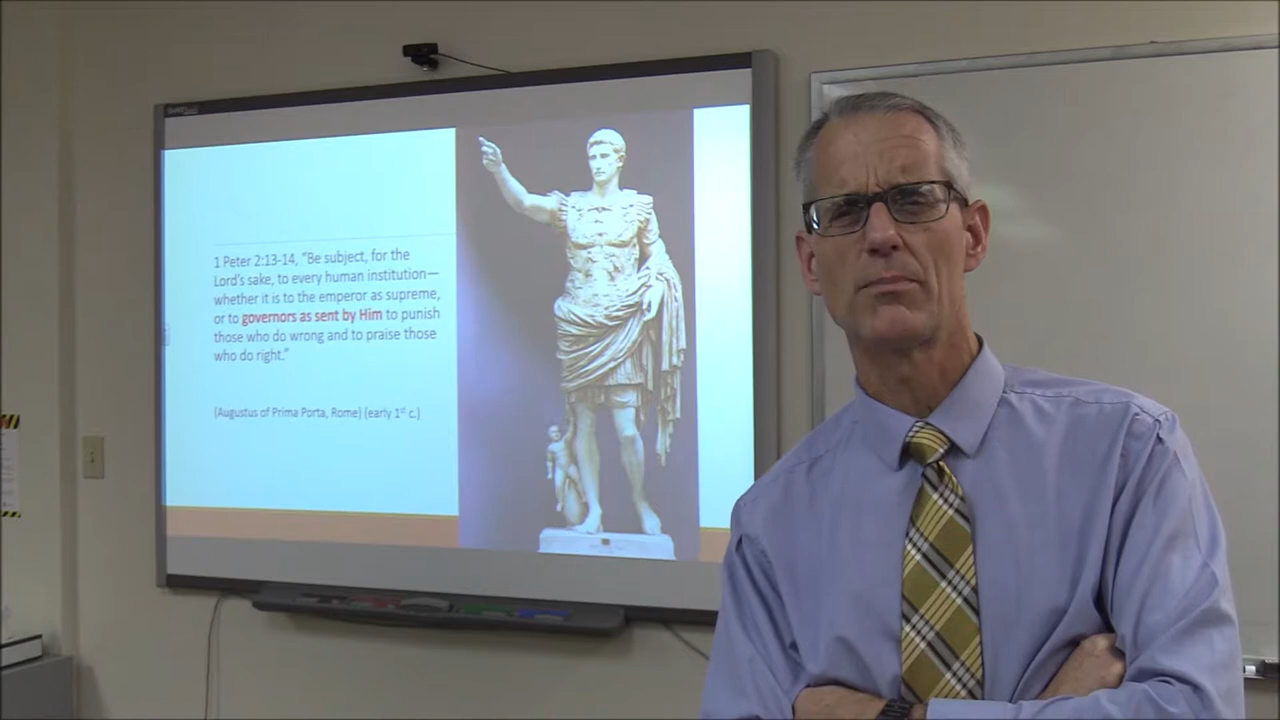 1 Peter 2:13-14, “Be subject, for the
Lord’s sake, to every human institution—
whether it is to the emperor as supreme,
or to governors as sent by Him to punish
those who do wrong and to praise those
who do right.”
(Augustus of Prima Porta, Rome) (early 1st c.)